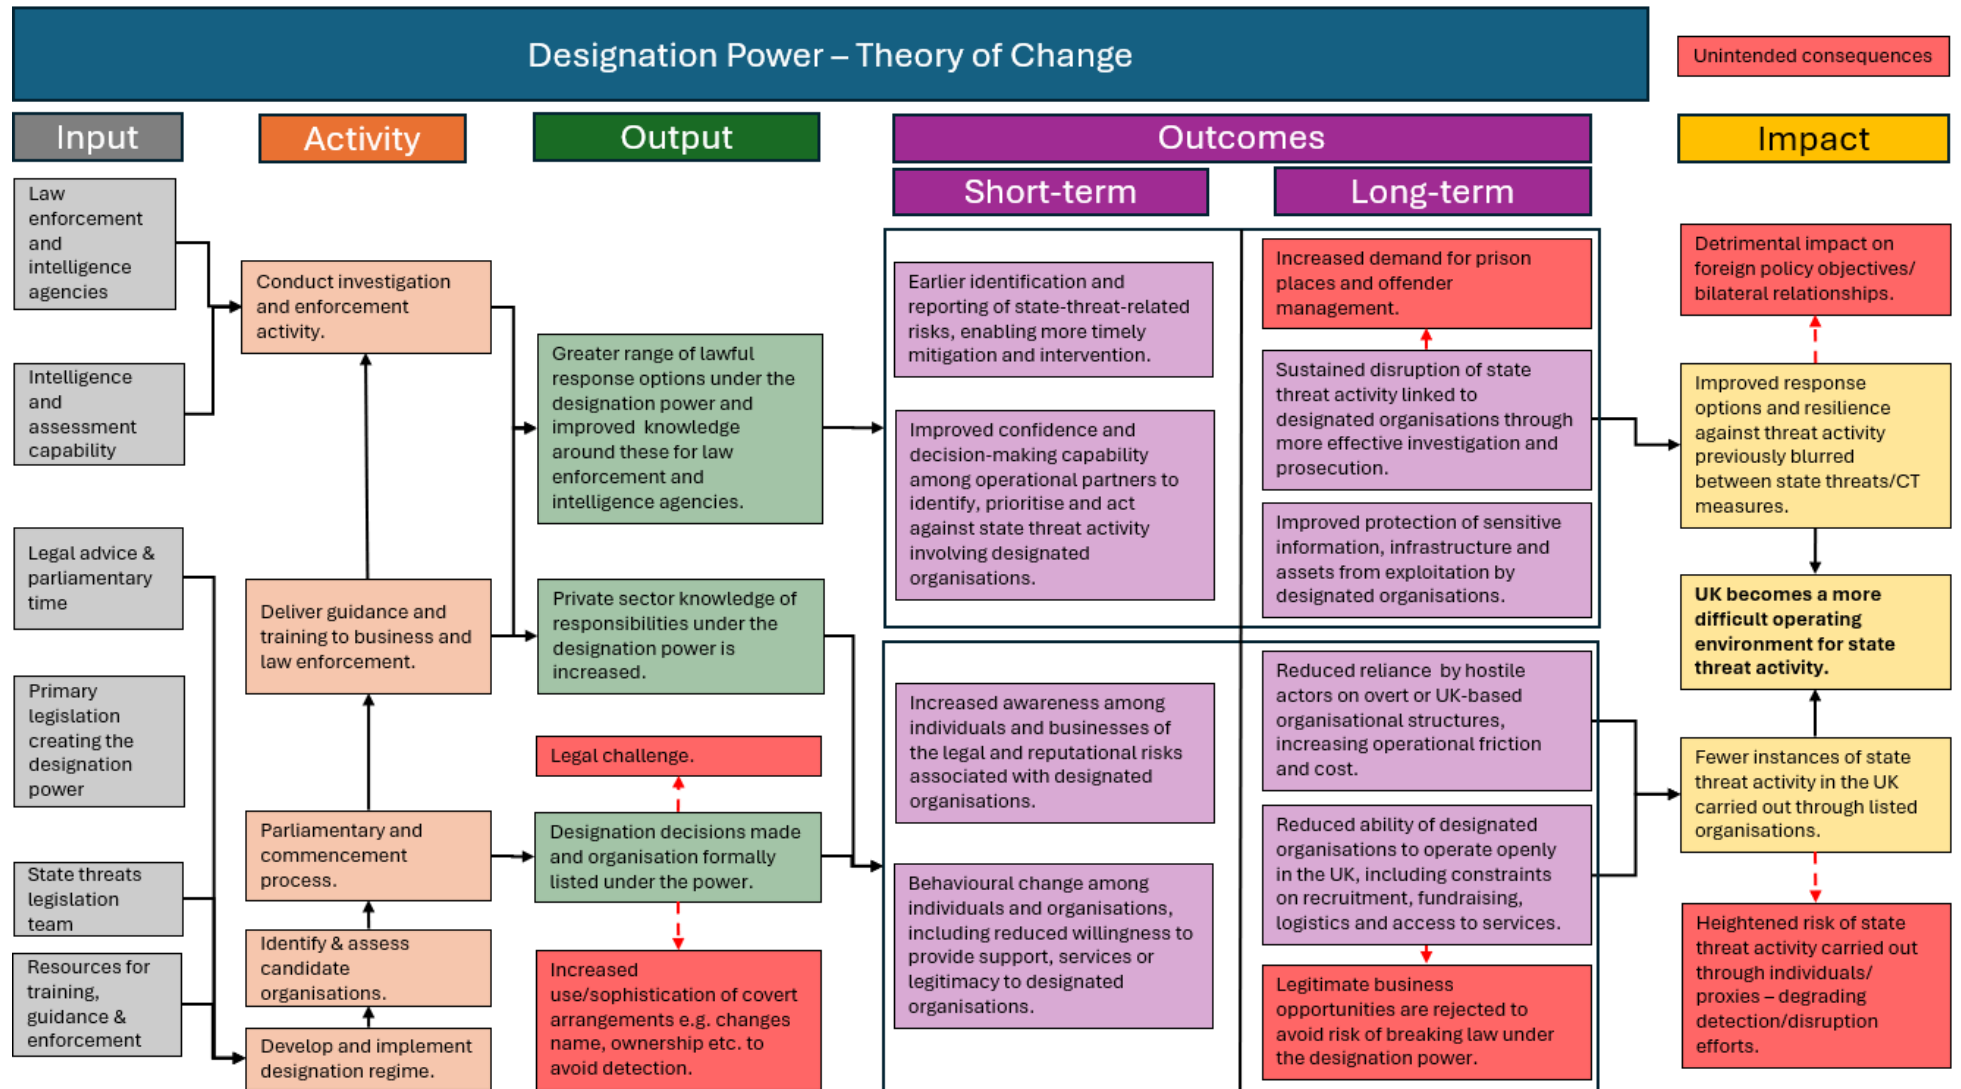 Designation Power – Theory of Change
Unintended consequences
Input
Activity
Output
Outcomes
Impact
Short-term
Long-term
Law
enforcement
and
intelligence
agencies
Intelligence
and
assessment
capability
Legal advice &
parliamentary
time
Primary
legislation
creating the
designation
power
State threats
legislation
team
Resources for
training,
guidance &
enforcement
Conduct investigation
and enforcement
activity.
Deliver guidance and
training to business and
law enforcement.
Parliamentary and
commencement
process.
Identify & assess
candidate
organisations.
Develop and implement
designation regime.
Greater range of lawful
response options under the
designation power and
improved knowledge
around these for law
enforcement and
intelligence agencies.
Private sector knowledge of
responsibilities under the
designation power is
increased.
Legal challenge.
Designation decisions made
and organisation formally
listed under the power.
Increased
use/sophistication of covert
arrangements e.g. changes
name, ownership etc. to
avoid detection.
Earlier identification and
reporting of state-threat-related
risks, enabling more timely
mitigation and intervention.
Improved confidence and
decision-making capability
among operational partners to
identify, prioritise and act
against state threat activity
involving designated
organisations.
Increased awareness among
individuals and businesses of
the legal and reputational risks
associated with designated
organisations.
Behavioural change among
individuals and organisations,
including reduced willingness to
provide support, services or
legitimacy to designated
organisations.
Increased demand for prison
places and offender
management.
Sustained disruption of state
threat activity linked to
designated organisations through
more effective investigation and
prosecution.
Improved protection of sensitive
information, infrastructure and
assets from exploitation by
designated organisations.
Reduced reliance by hostile
actors on overt or UK-based
organisational structures,
increasing operational friction
and cost.
Reduced ability of designated
organisations to operate openly
in the UK, including constraints
on recruitment, fundraising,
logistics and access to services.
Legitimate business
opportunities are rejected to
avoid risk of breaking law under
the designation power.
Detrimental impact on
foreign policy objectives/
bilateral relationships.
Improved response
options and resilience
against threat activity
previously blurred
between state threats/CT
measures.
UK becomes a more
difficult operating
environment for state
threat activity.
Fewer instances of state
threat activity in the UK
carried out through listed
organisations.
Heightened risk of state
threat activity carried out
through individuals/
proxies – degrading
detection/disruption
efforts.